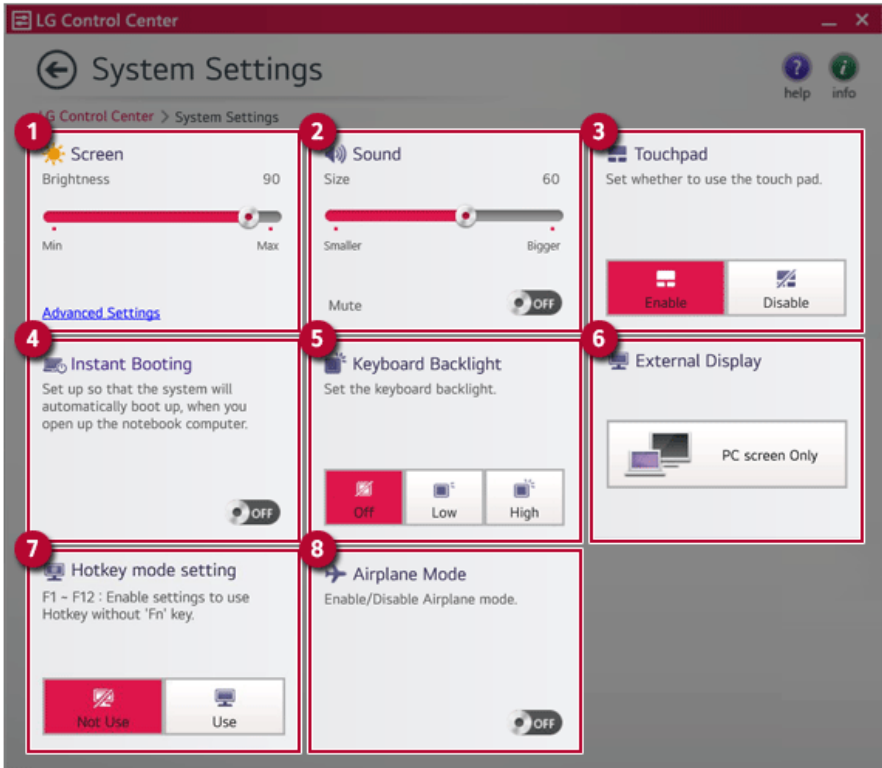 LG Control Center
System Settings
help
info
LG Control Center > System Settings
1
Screen
Brightness 90
Min Max
Advanced Settings
2
Sound
Size 60
Smaller Bigger
Mute OFF
3
Touchpad
Set whether to use the touch pad.
Enable Disable
4
Instant Booting
Set up so that the system will
automatically boot up, when you
open up the notebook computer.
OFF
5
Keyboard Backlight
Set the keyboard backlight.
Off Low High
6
External Display
PC screen Only
7
Hotkey mode setting
F1 ~ F12 : Enable settings to use
Hotkey without 'Fn' key.
Not Use Use
8
Airplane Mode
Enable/Disable Airplane mode.
OFF